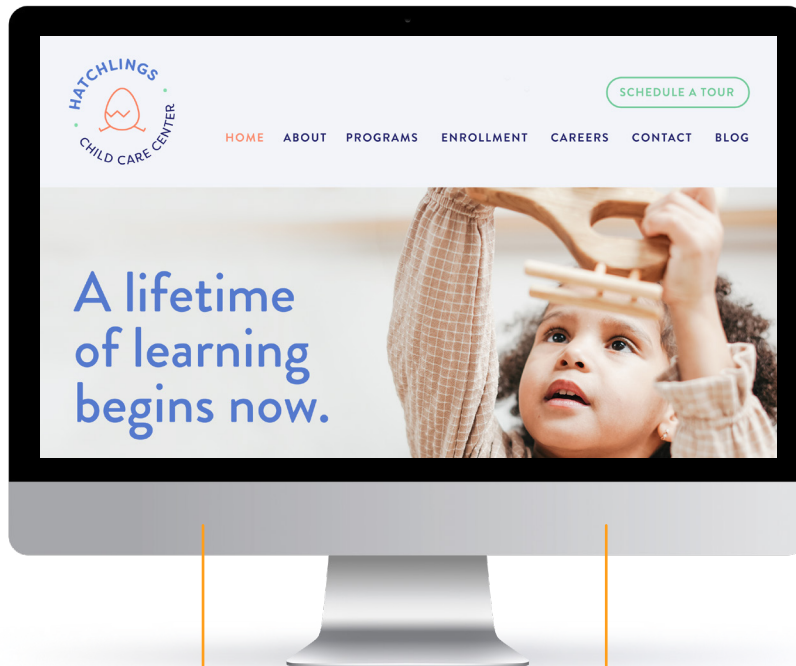 HATCHLINGS
CHILD CARE CENTER
SCHEDULE A TOUR
HOME ABOUT PROGRAMS ENROLLMENT CAREERS CONTACT BLOG
A lifetime
of learning
begins now.